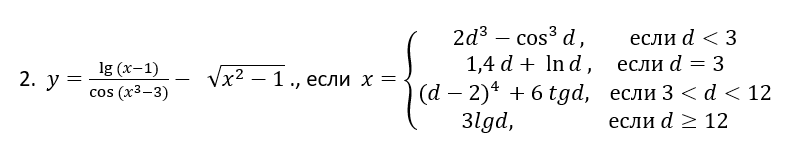 2d³ − cos³ d , если d < 3
2. y = lg (x−1) / cos (x³−3) − √x² − 1 ., если x = { 1,4 d + ln d , если d = 3
(d − 2)⁴ + 6 tgd, если 3 < d < 12
3lgd, если d ≥ 12